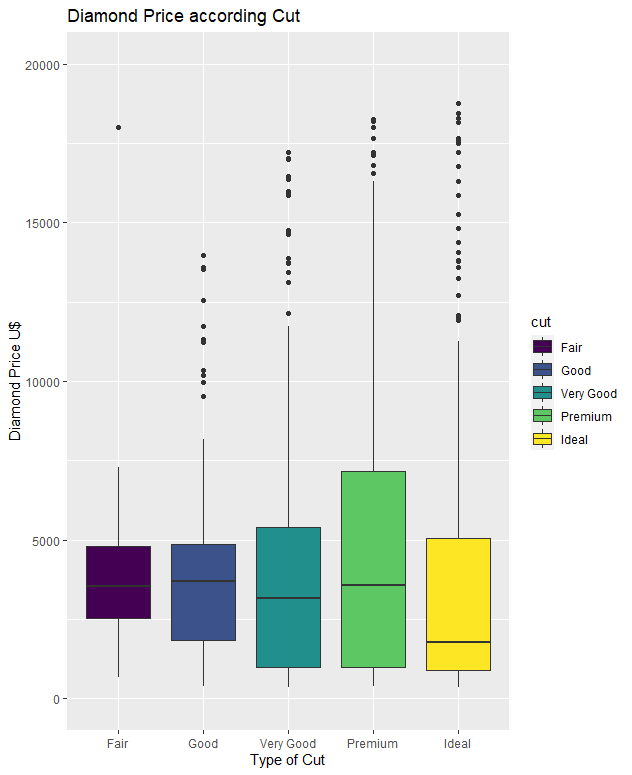 Diamond Price according Cut
Diamond Price U$
20000
15000
10000
5000
0
Fair
Good
Very Good
Premium
Ideal
Type of Cut
cut
Fair
Good
Very Good
Premium
Ideal